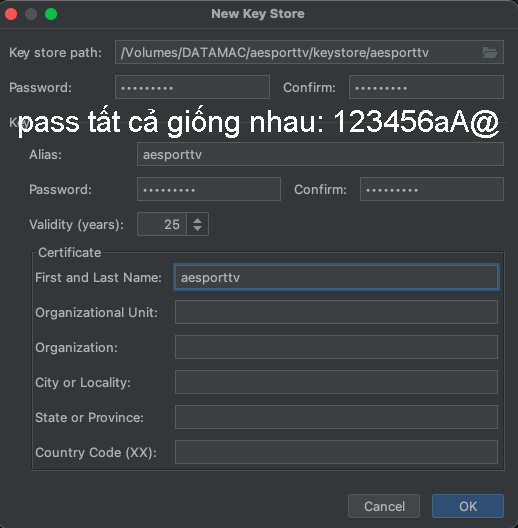 New Key Store
Key store path: /Volumes/DATAMAC/aesporttv/keystore/aesporttv
Password: ••••••••• Confirm: •••••••••
pass tất cả giống nhau: 123456aA@
Key
Alias: aesporttv
Password: ••••••••• Confirm: •••••••••
Validity (years): 25
Certificate
First and Last Name: aesporttv
Organizational Unit:
Organization:
City or Locality:
State or Province:
Country Code (XX):
Cancel OK